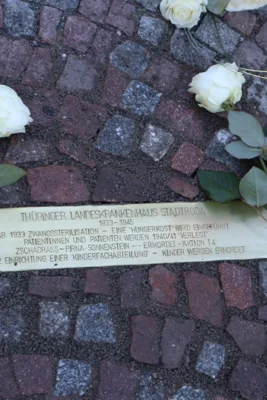 THÜRINGER LANDESKRANKENHAUS STADTRODA
1933-1945
AB 1933 ZWANGSSTERILISATION - EINE 'HUNGERKOST' WIRD EINGEFÜHRT
PATIENTINNEN UND PATIENTEN WERDEN 1940/41 'VERLEGT'
ZSCHADRASS - PIRNA-SONNENSTEIN - ERMORDET - AKTION T4
EINRICHTUNG EINER 'KINDERFACHABTEILUNG' - KINDER WERDEN ERMORDET